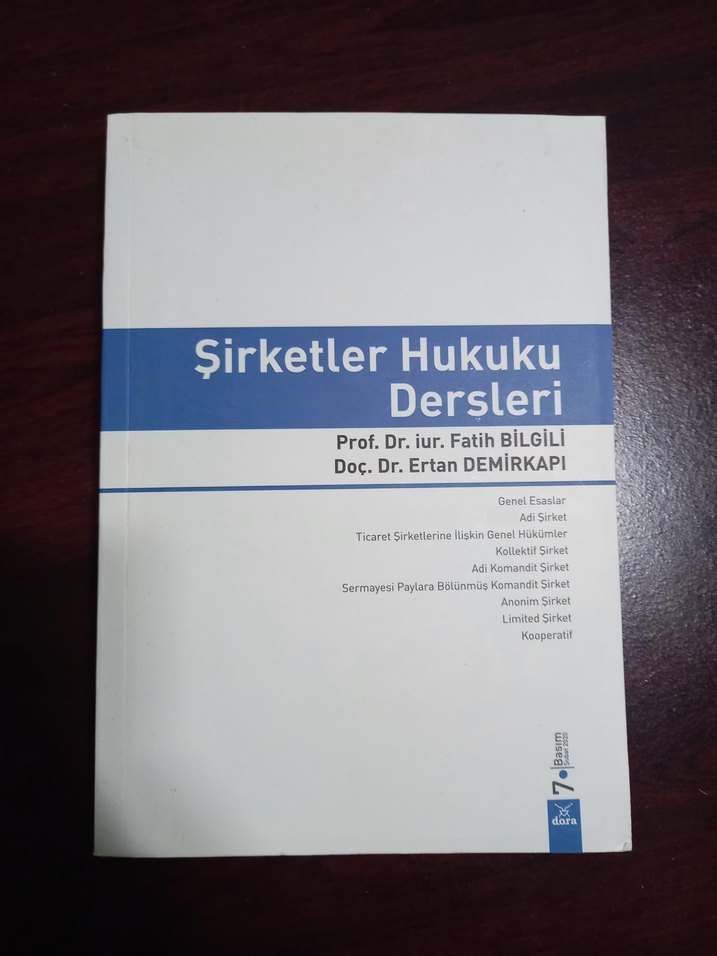 Şirketler Hukuku
Dersleri
Prof. Dr. iur. Fatih BİLGİLİ
Doç. Dr. Ertan DEMİRKAPI
Genel Esaslar
Adi Şirket
Ticaret Şirketlerine İlişkin Genel Hükümler
Kollektif Şirket
Adi Komandit Şirket
Sermayesi Paylara Bölünmüş Komandit Şirket
Anonim Şirket
Limited Şirket
Kooperatif
7.
Basım
Şubat 2020
dora